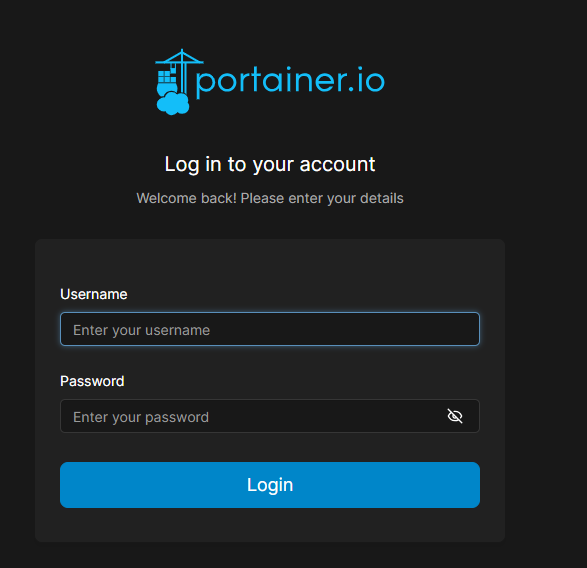 portainer.io
Log in to your account
Welcome back! Please enter your details
Username
Enter your username
Password
Enter your password
Login